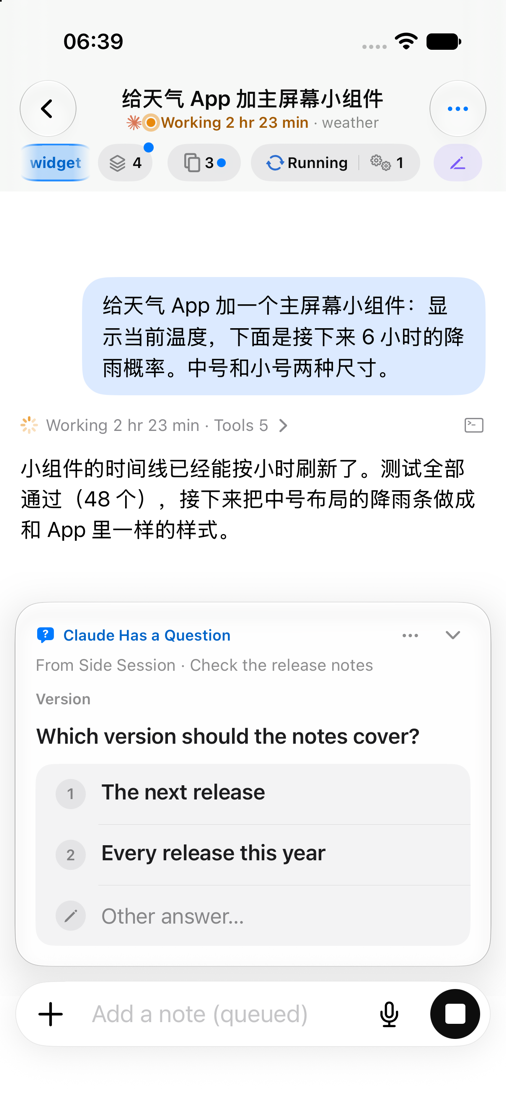 06:39
给天气 App 加主屏幕小组件
Working 2 hr 23 min · weather
widget
4
3
Running
1
给天气 App 加一个主屏幕小组件：显
示当前温度，下面是接下来 6 小时的降
雨概率。中号和小号两种尺寸。
Working 2 hr 23 min · Tools 5
小组件的时间线已经能按小时刷新了。测试全部
通过（48 个），接下来把中号布局的降雨条做成
和 App 里一样的样式。
Claude Has a Question
From Side Session · Check the release notes
Version
Which version should the notes cover?
1 The next release
2 Every release this year
Other answer...
Add a note (queued)